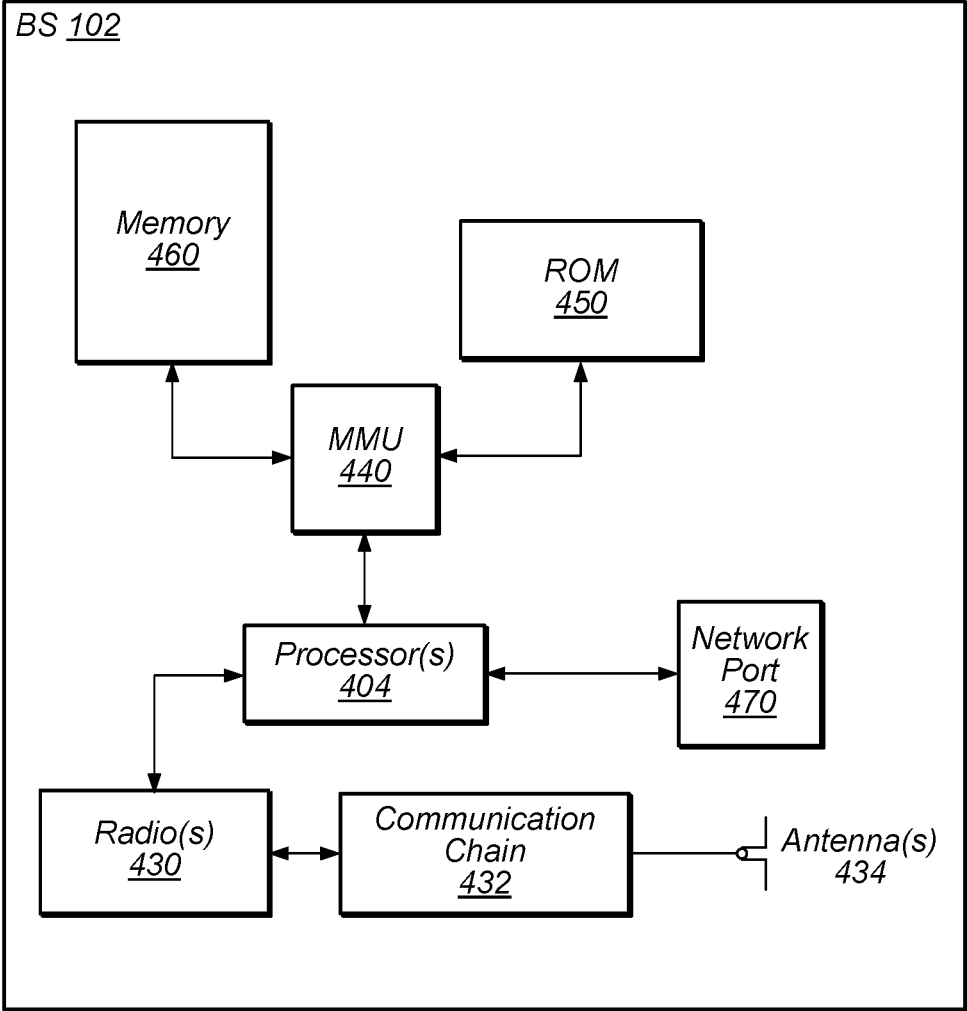 BS 102
Memory
460
ROM
450
MMU
440
Processor(s)
404
Network
Port
470
Radio(s)
430
Communication
Chain
432
Antenna(s)
434